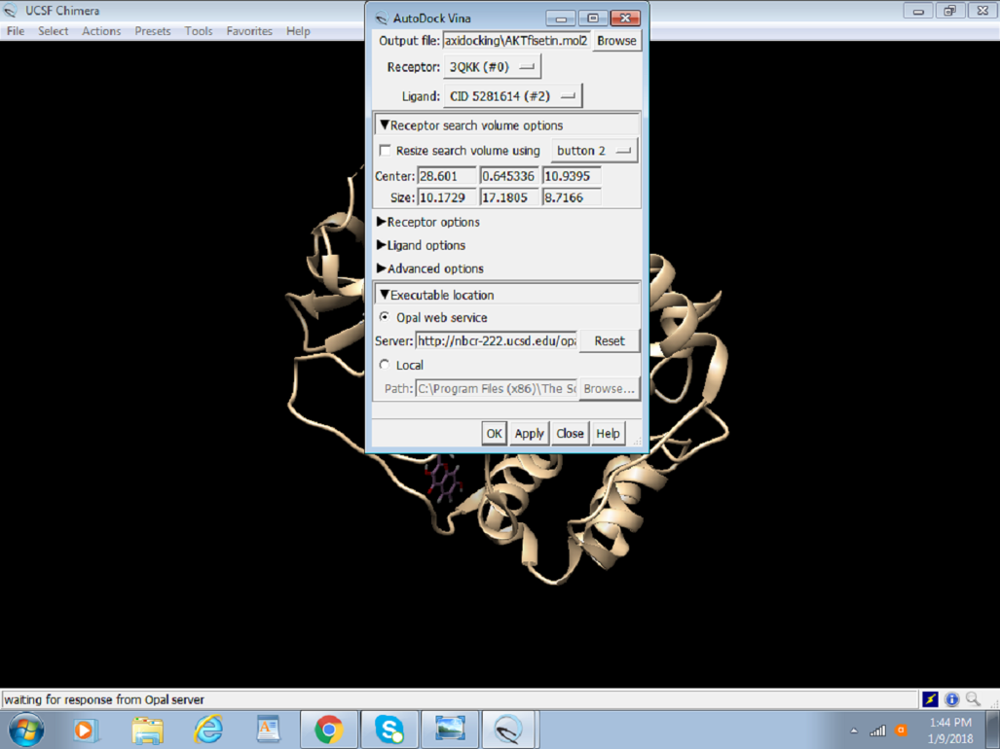 UCSF Chimera
File Select Actions Presets Tools Favorites Help
AutoDock Vina
Output file: axidocking\AKTfisetin.mol2 Browse
Receptor: 3QKK (#0)
Ligand: CID 5281614 (#2)
Receptor search volume options
Resize search volume using button 2
Center: 28.601 0.645336 10.9395
Size: 10.1729 17.1805 8.7166
Receptor options
Ligand options
Advanced options
Executable location
Opal web service
Server: http://nbcr-222.ucsd.edu/opa Reset
Local
Path: C:\Program Files (x86)\The Sc Browse...
OK Apply Close Help
waiting for response from Opal server
1:44 PM
1/9/2018